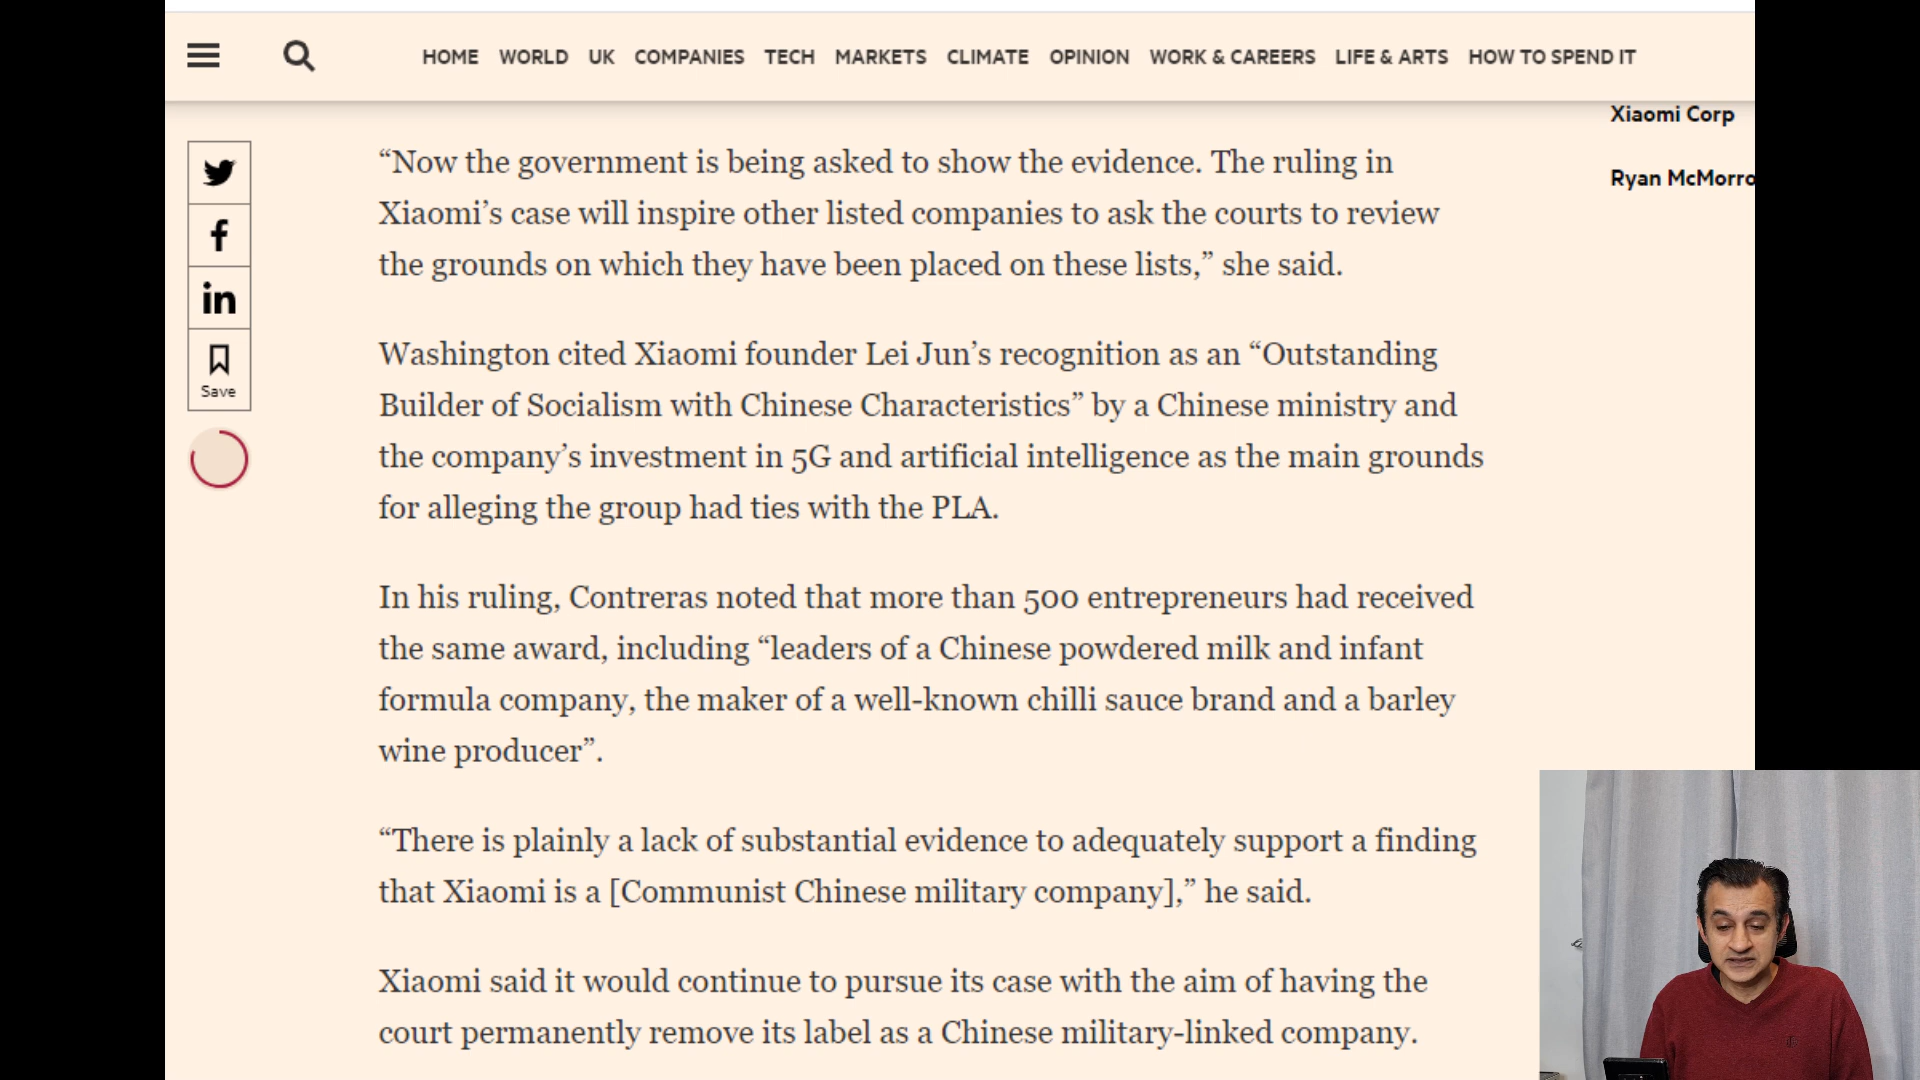 HOME WORLD UK COMPANIES TECH MARKETS CLIMATE OPINION WORK & CAREERS LIFE & ARTS HOW TO SPEND IT
Xiaomi Corp
Ryan McMorro
Save
“Now the government is being asked to show the evidence. The ruling in
Xiaomi’s case will inspire other listed companies to ask the courts to review
the grounds on which they have been placed on these lists,” she said.
Washington cited Xiaomi founder Lei Jun’s recognition as an “Outstanding
Builder of Socialism with Chinese Characteristics” by a Chinese ministry and
the company’s investment in 5G and artificial intelligence as the main grounds
for alleging the group had ties with the PLA.
In his ruling, Contreras noted that more than 500 entrepreneurs had received
the same award, including “leaders of a Chinese powdered milk and infant
formula company, the maker of a well-known chilli sauce brand and a barley
wine producer”.
“There is plainly a lack of substantial evidence to adequately support a finding
that Xiaomi is a [Communist Chinese military company],” he said.
Xiaomi said it would continue to pursue its case with the aim of having the
court permanently remove its label as a Chinese military-linked company.